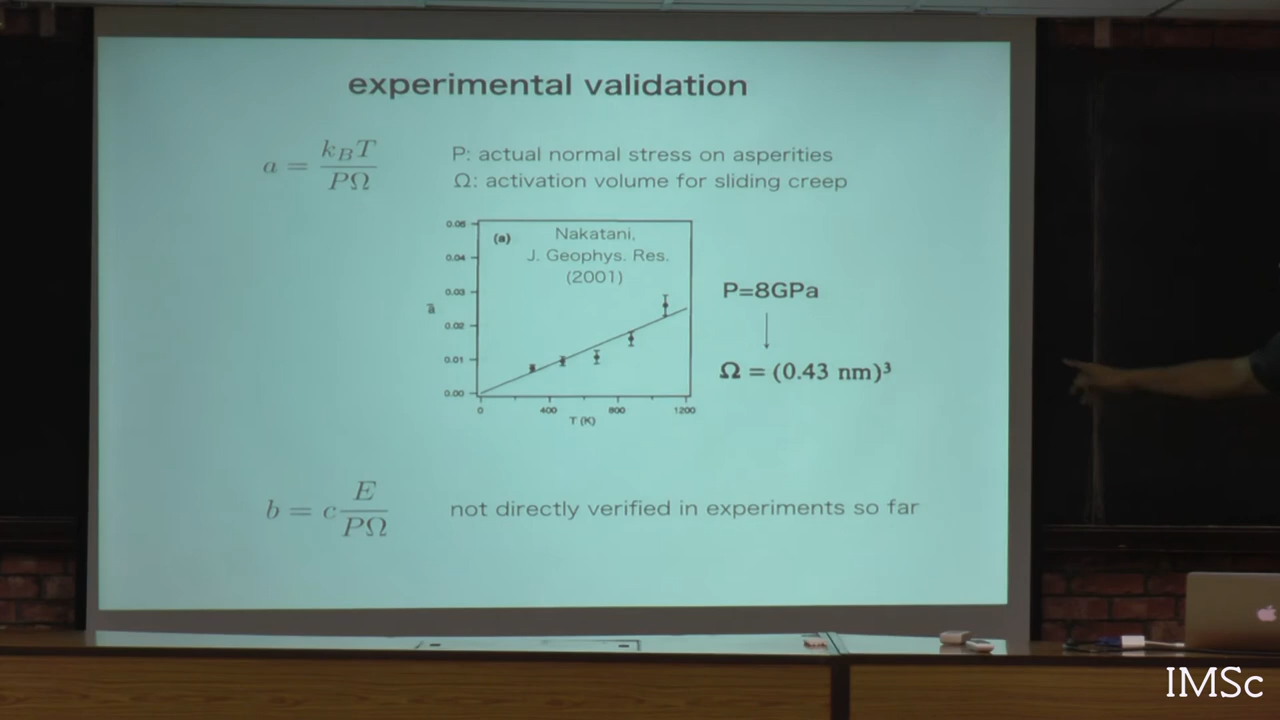 experimental validation
a = k_B T / PΩ
P: actual normal stress on asperities
Ω: activation volume for sliding creep
(a)
Nakatani,
J. Geophys. Res.
(2001)
0.05
0.04
0.03
0.02
0.01
0.00
ā
0 400 800 1200
T (K)
P=8GPa
Ω = (0.43 nm)³
b = c E / PΩ
not directly verified in experiments so far
IMSc